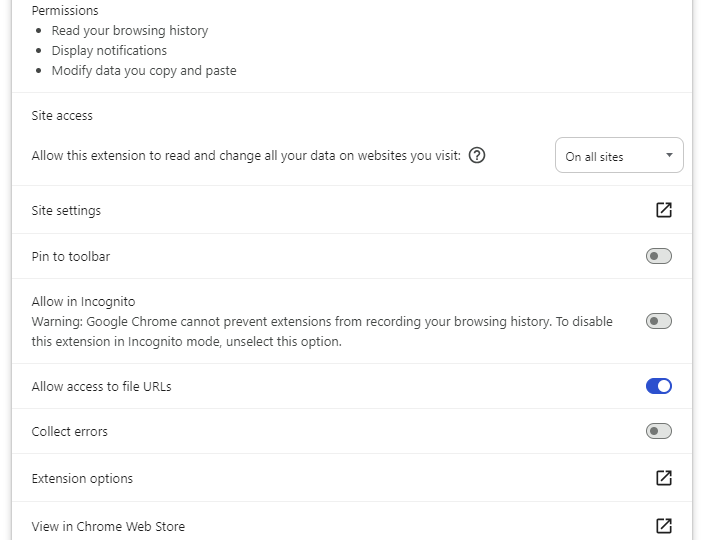 Permissions
Read your browsing history
Display notifications
Modify data you copy and paste
Site access
Allow this extension to read and change all your data on websites you visit:
On all sites
Site settings
Pin to toolbar
Allow in Incognito
Warning: Google Chrome cannot prevent extensions from recording your browsing history. To disable
this extension in Incognito mode, unselect this option.
Allow access to file URLs
Collect errors
Extension options
View in Chrome Web Store